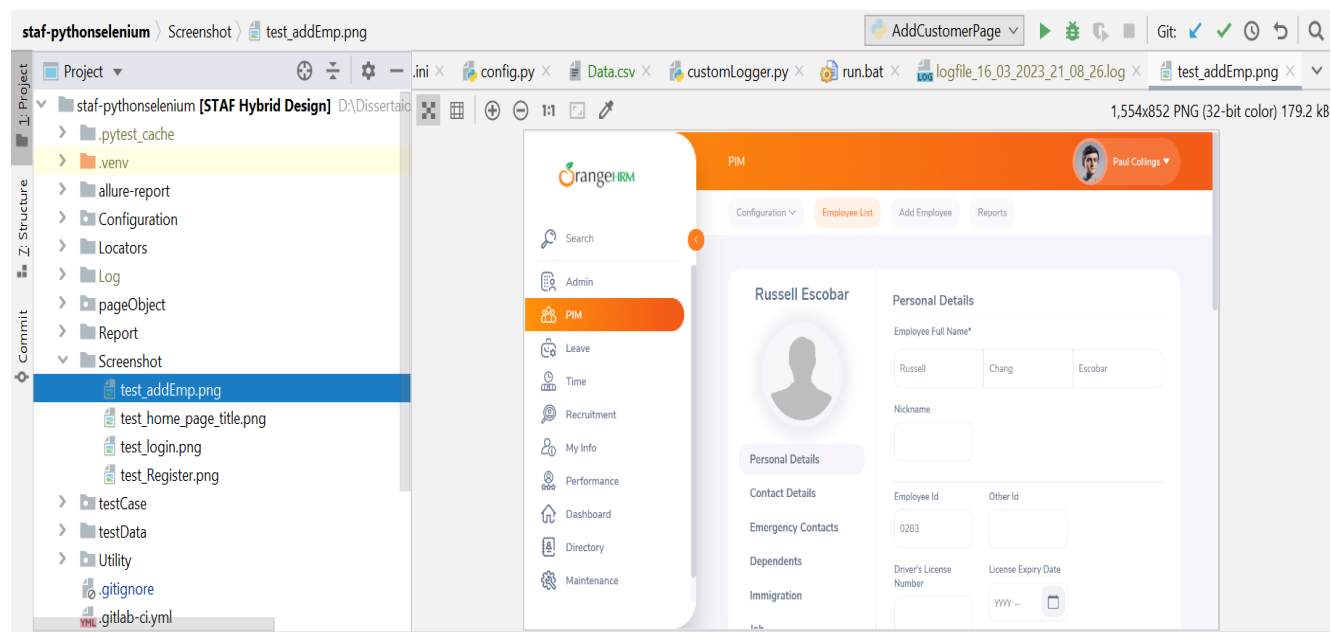 staf-pythonselenium Screenshot test_addEmp.png
AddCustomerPage
Git:
1: Project
7: Structure
Commit
Project
.ini
config.py
Data.csv
customLogger.py
run.bat
logfile_16_03_2023_21_08_26.log
test_addEmp.png
staf-pythonselenium [STAF Hybrid Design] D:\Dissertaio
.pytest_cache
.venv
allure-report
Configuration
Locators
Log
pageObject
Report
Screenshot
test_addEmp.png
test_home_page_title.png
test_login.png
test_Register.png
testCase
testData
Utility
.gitignore
.gitlab-ci.yml
1:1
1,554x852 PNG (32-bit color) 179.2 kB
OrangeHRM
Search
Admin
PIM
Leave
Time
Recruitment
My Info
Performance
Dashboard
Directory
Maintenance
PIM
Paul Collings
Configuration
Employee List
Add Employee
Reports
Russell Escobar
Personal Details
Contact Details
Emergency Contacts
Dependents
Immigration
Personal Details
Employee Full Name*
Russell
Chang
Escobar
Nickname
Employee Id
Other Id
0283
Driver's License
Number
License Expiry Date
yyyy-...